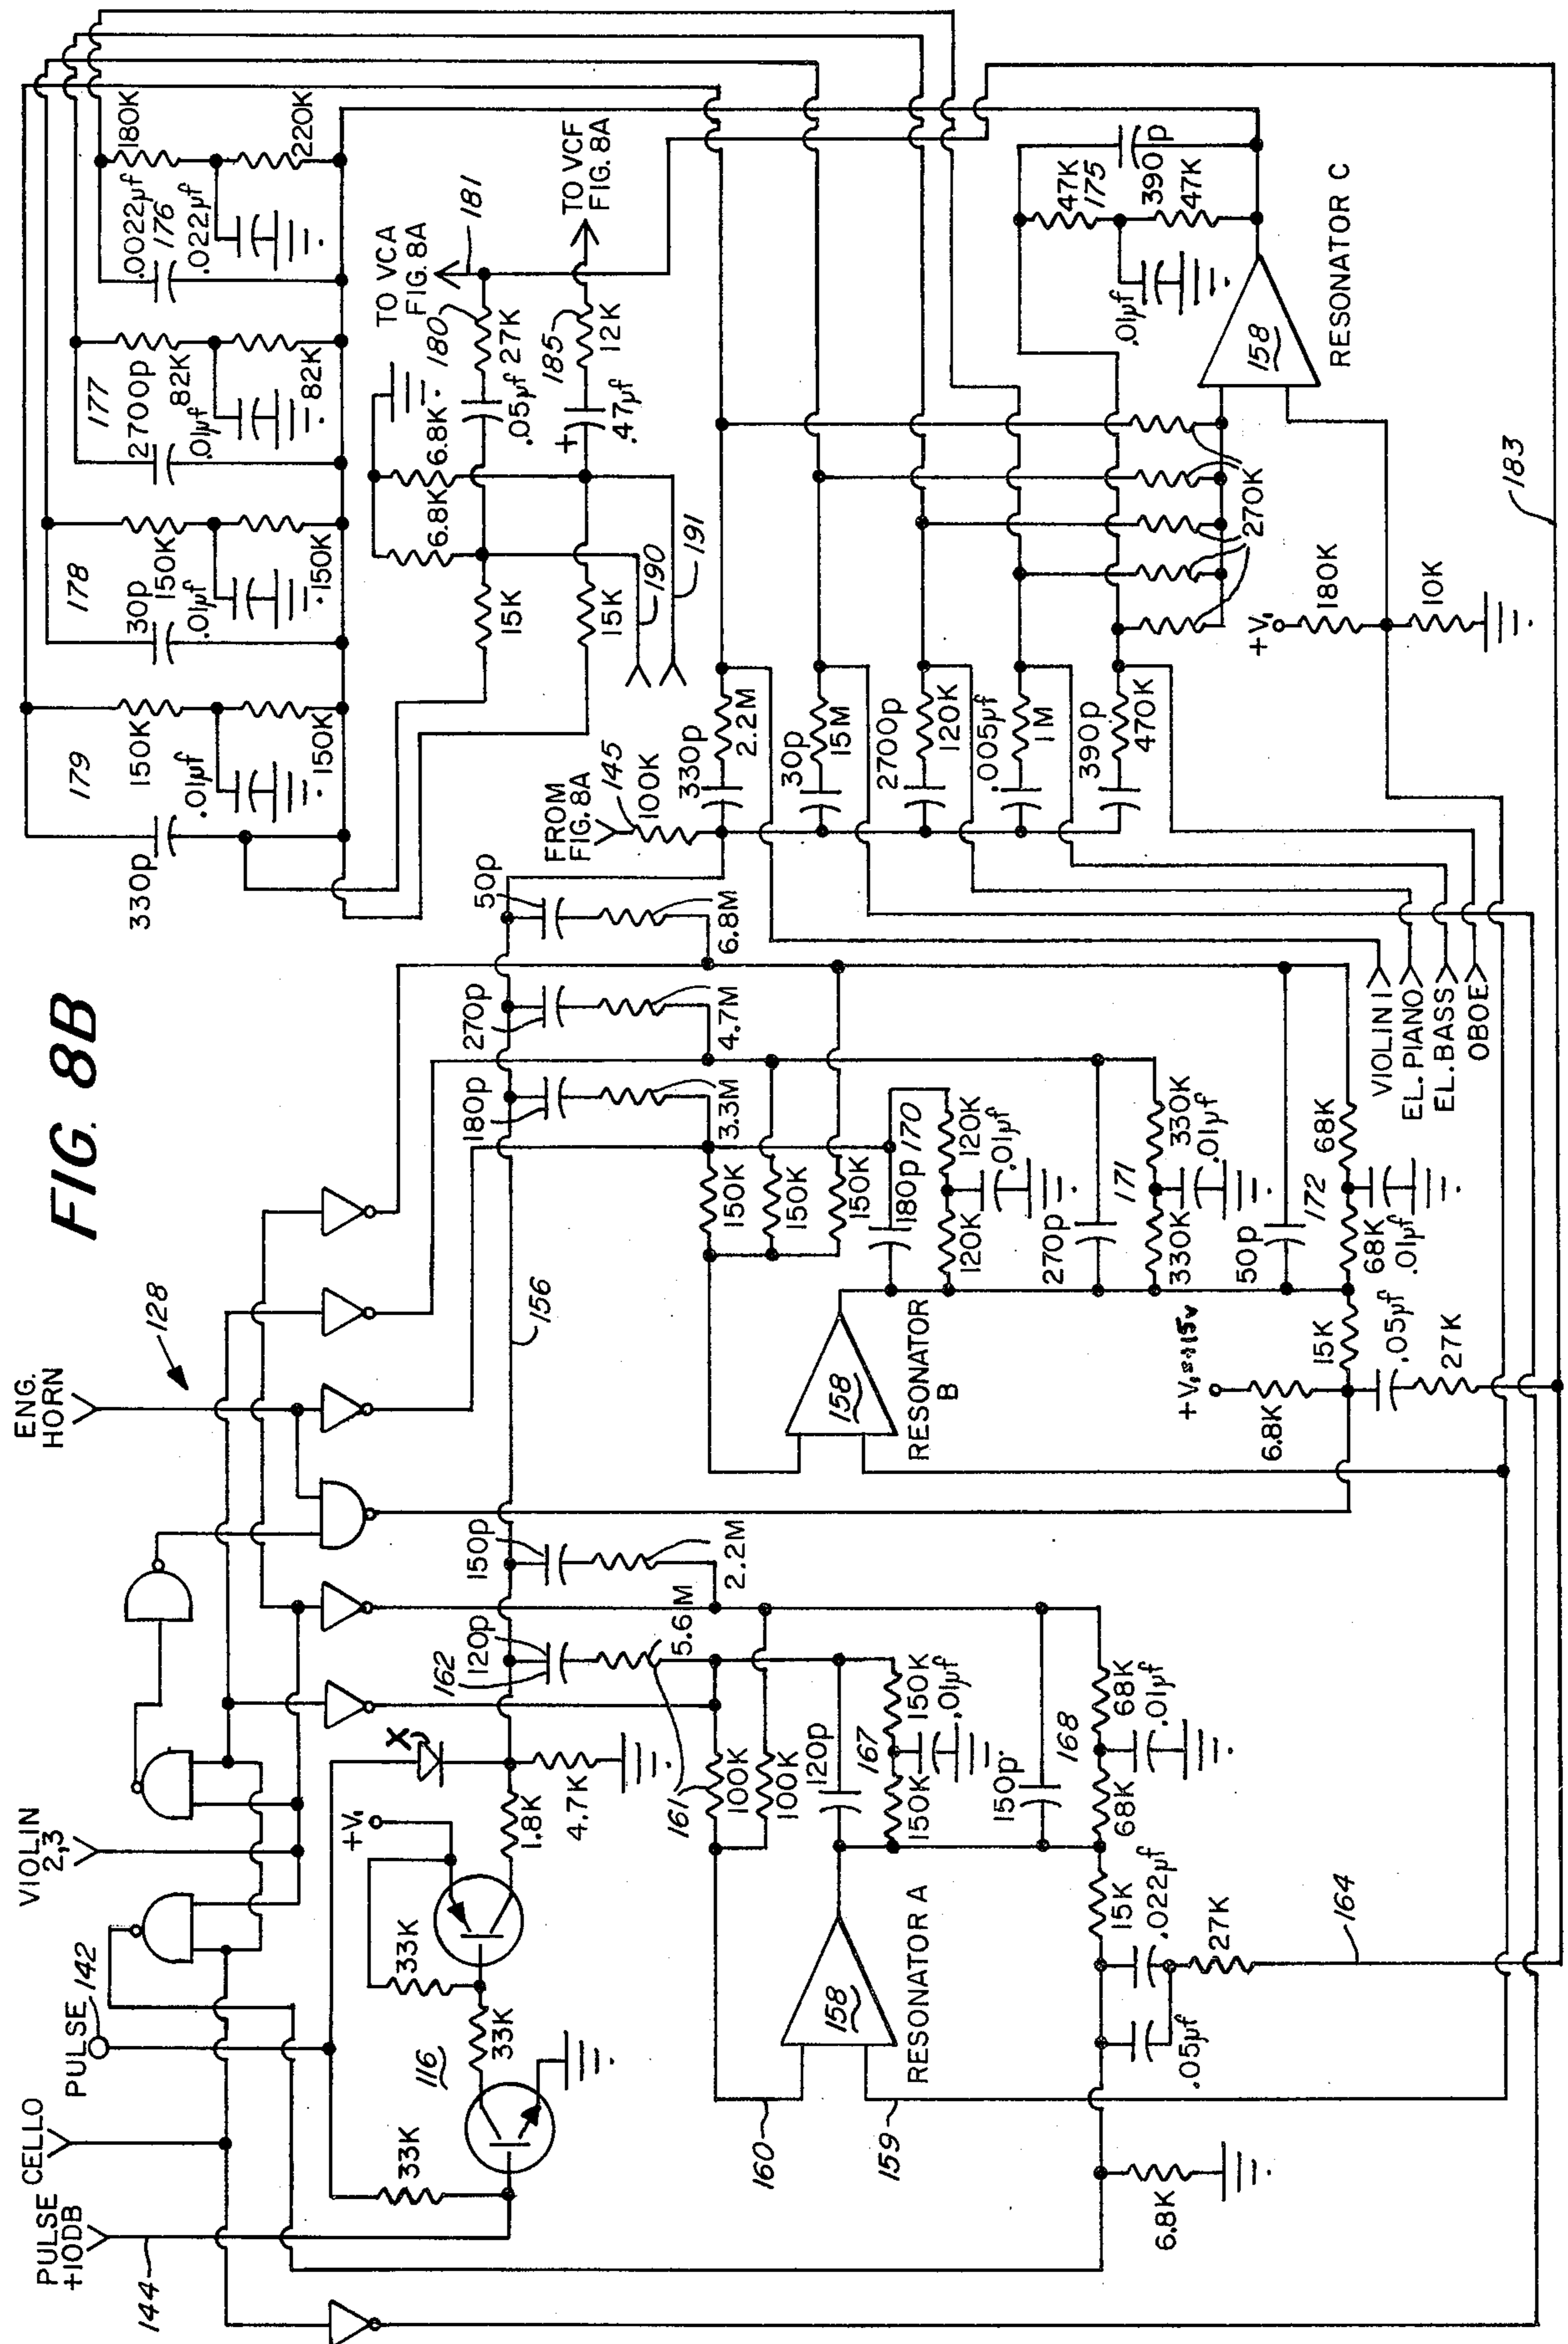 FIG. 8B
PULSE
+10DB
144
CELLO
PULSE
142
VIOLIN
2,3
ENG.
HORN
128
33K
116
33K
33K
+V₁
1.8K
X
4.7K
162
120p
5.6M
150p
2.2M
156
180p
3.3M
270p
4.7M
50p
6.8M
160
159
158
RESONATOR A
161
100K
100K
120p
167
150K
150K
.01µf
150p
168
68K
68K
.01µf
15K
.022µf
.05µf
27K
164
6.8K
158
RESONATOR
B
150K
150K
150K
180p
170
120K
120K
.01µf
270p
171
330K
330K
.01µf
50p
172
68K
68K
.01µf
15K
.05µf
27K
6.8K
VIOLIN 1
EL.PIANO
EL.BASS
OBOE
330p
179
150K
.01µf
150K
178
30p
150K
.01µf
150K
177
2700p
82K
.01µf
82K
.0022µf
176
.022µf
180K
220K
TO VCA
FIG. 8A
181
180
27K
.05µf
6.8K
6.8K
TO VCF
FIG. 8A
185
12K
.47µf
+
15K
15K
190
191
FROM
FIG. 8A
145
100K
330p
2.2M
30p
15M
2700p
120K
.005µf
1M
390p
470K
270K
+V₁
180K
10K
158
RESONATOR C
47K
175
390p
47K
.01µf
183